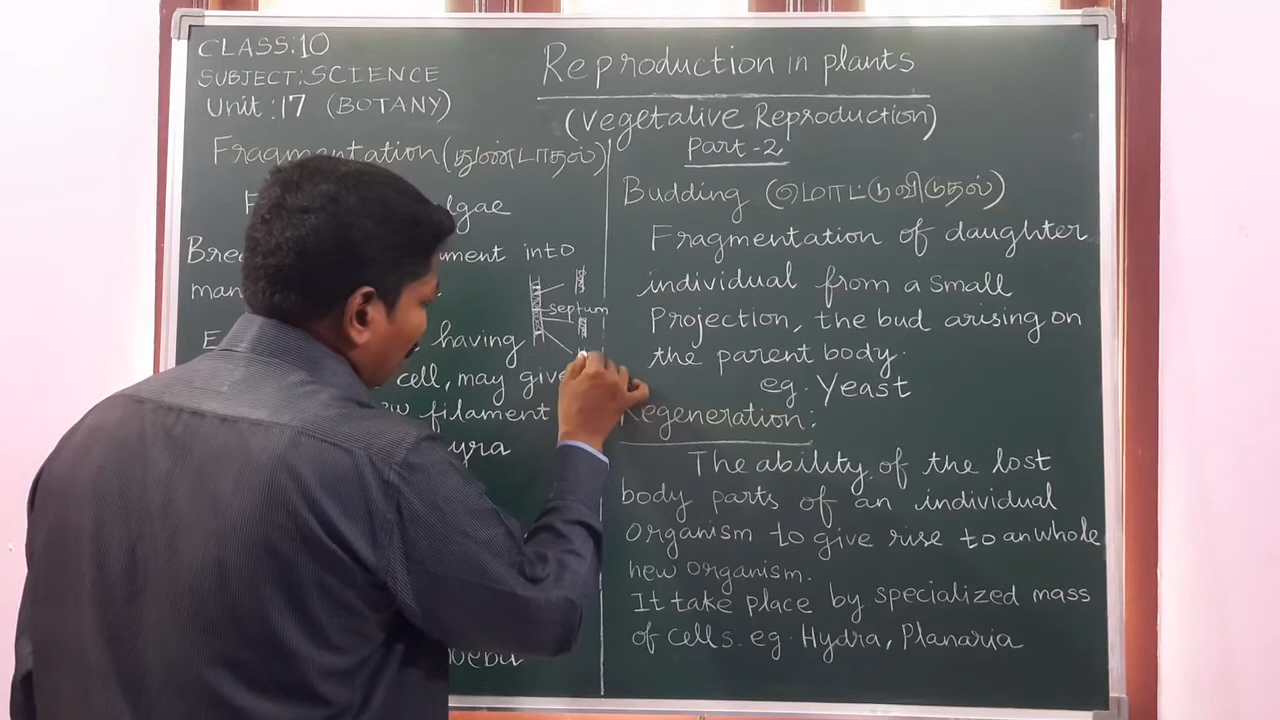 CLASS:10
SUBJECT:SCIENCE
Unit:17 (BOTANY)
Reproduction in plants
(Vegetative Reproduction)
Part-2
Fragmentation (துண்டாதல்)
into
septum
having
cell, may give
filament
Budding (மொட்டுவிடுதல்)
Fragmentation of daughter
individual from a small
Projection, the bud arising on
the parent body.
eg. Yeast
Regeneration:
The ability of the lost
body parts of an individual
organism to give rise to an whole
new organism.
It take place by specialized mass
of cells. eg. Hydra, Planaria